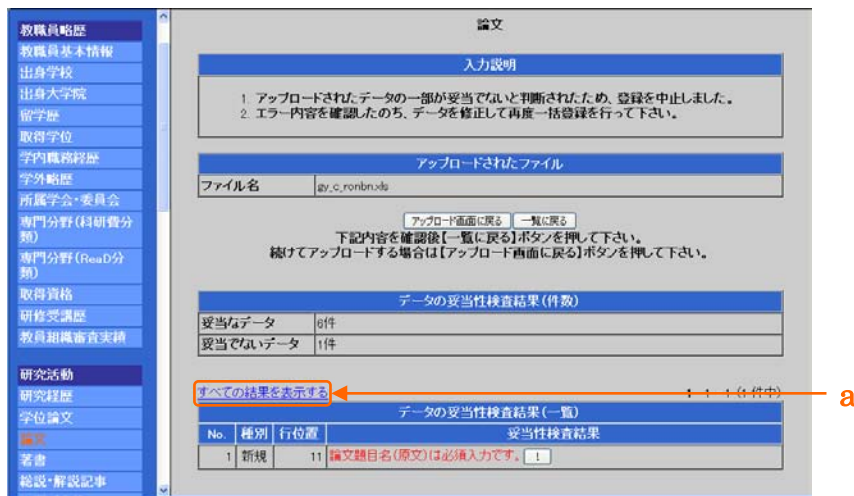 教職員略歴
教職員基本情報
出身学校
出身大学院
留学歴
取得学位
学内職務経歴
学外略歴
所属学会・委員会
専門分野(科研費分
類)
専門分野(ReaD分
類)
取得資格
研修受講歴
教員組織審査実績
研究活動
研究経歴
学位論文
論文
著書
総説・解説記事
論文
入力説明
1. アップロードされたデータの一部が妥当でないと判断されたため、登録を中止しました。
2. エラー内容を確認したのち、データを修正して再度一括登録を行って下さい。
アップロードされたファイル
ファイル名 gy_c_ronbn.xls
アップロード画面に戻る 一覧に戻る
下記内容を確認後【一覧に戻る】ボタンを押して下さい。
続けてアップロードする場合は【アップロード画面に戻る】ボタンを押して下さい。
データの妥当性検査結果(件数)
妥当なデータ 6件
妥当でないデータ 1件
すべての結果を表示する
1 - 1 - 1 (1 件中)
a
データの妥当性検査結果(一覧)
No. 種別 行位置 妥当性検査結果
1 新規 11 論文題目名(原文)は必須入力です。 !